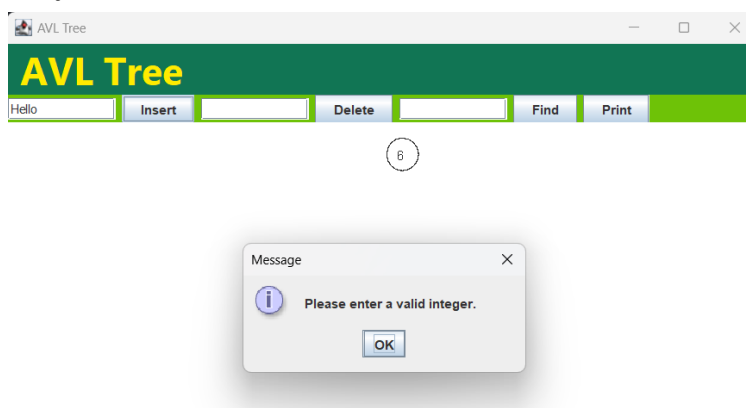 AVL Tree
AVL Tree
Hello Insert Delete Find Print
6
Message
Please enter a valid integer.
OK